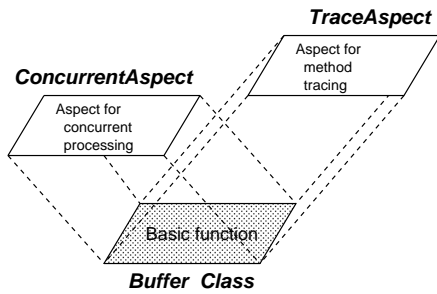 TraceAspect
Aspect for
method
tracing
ConcurrentAspect
Aspect for
concurrent
processing
Basic function
Buffer Class